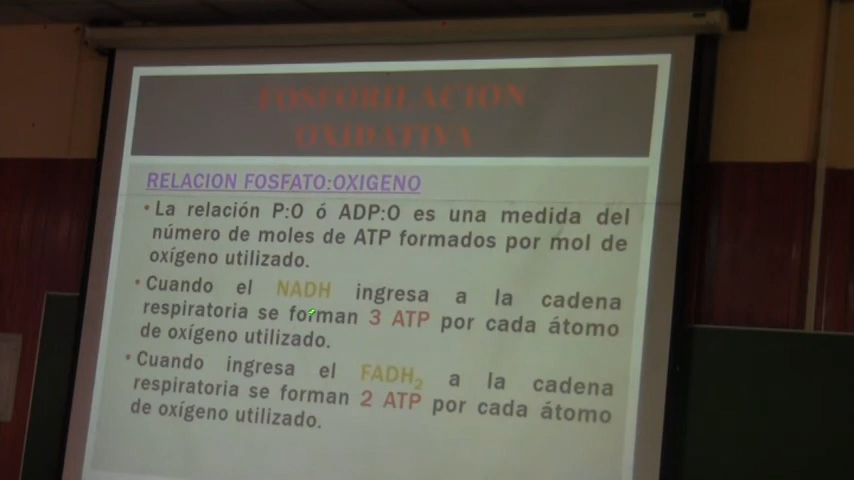 FOSFORILACION
OXIDATIVA
RELACION FOSFATO:OXIGENO
• La relación P:O ó ADP:O es una medida del
número de moles de ATP formados por mol de
oxígeno utilizado.
• Cuando el NADH ingresa a la cadena
respiratoria se forman 3 ATP por cada átomo
de oxígeno utilizado.
• Cuando ingresa el FADH₂ a la cadena
respiratoria se forman 2 ATP por cada átomo
de oxígeno utilizado.